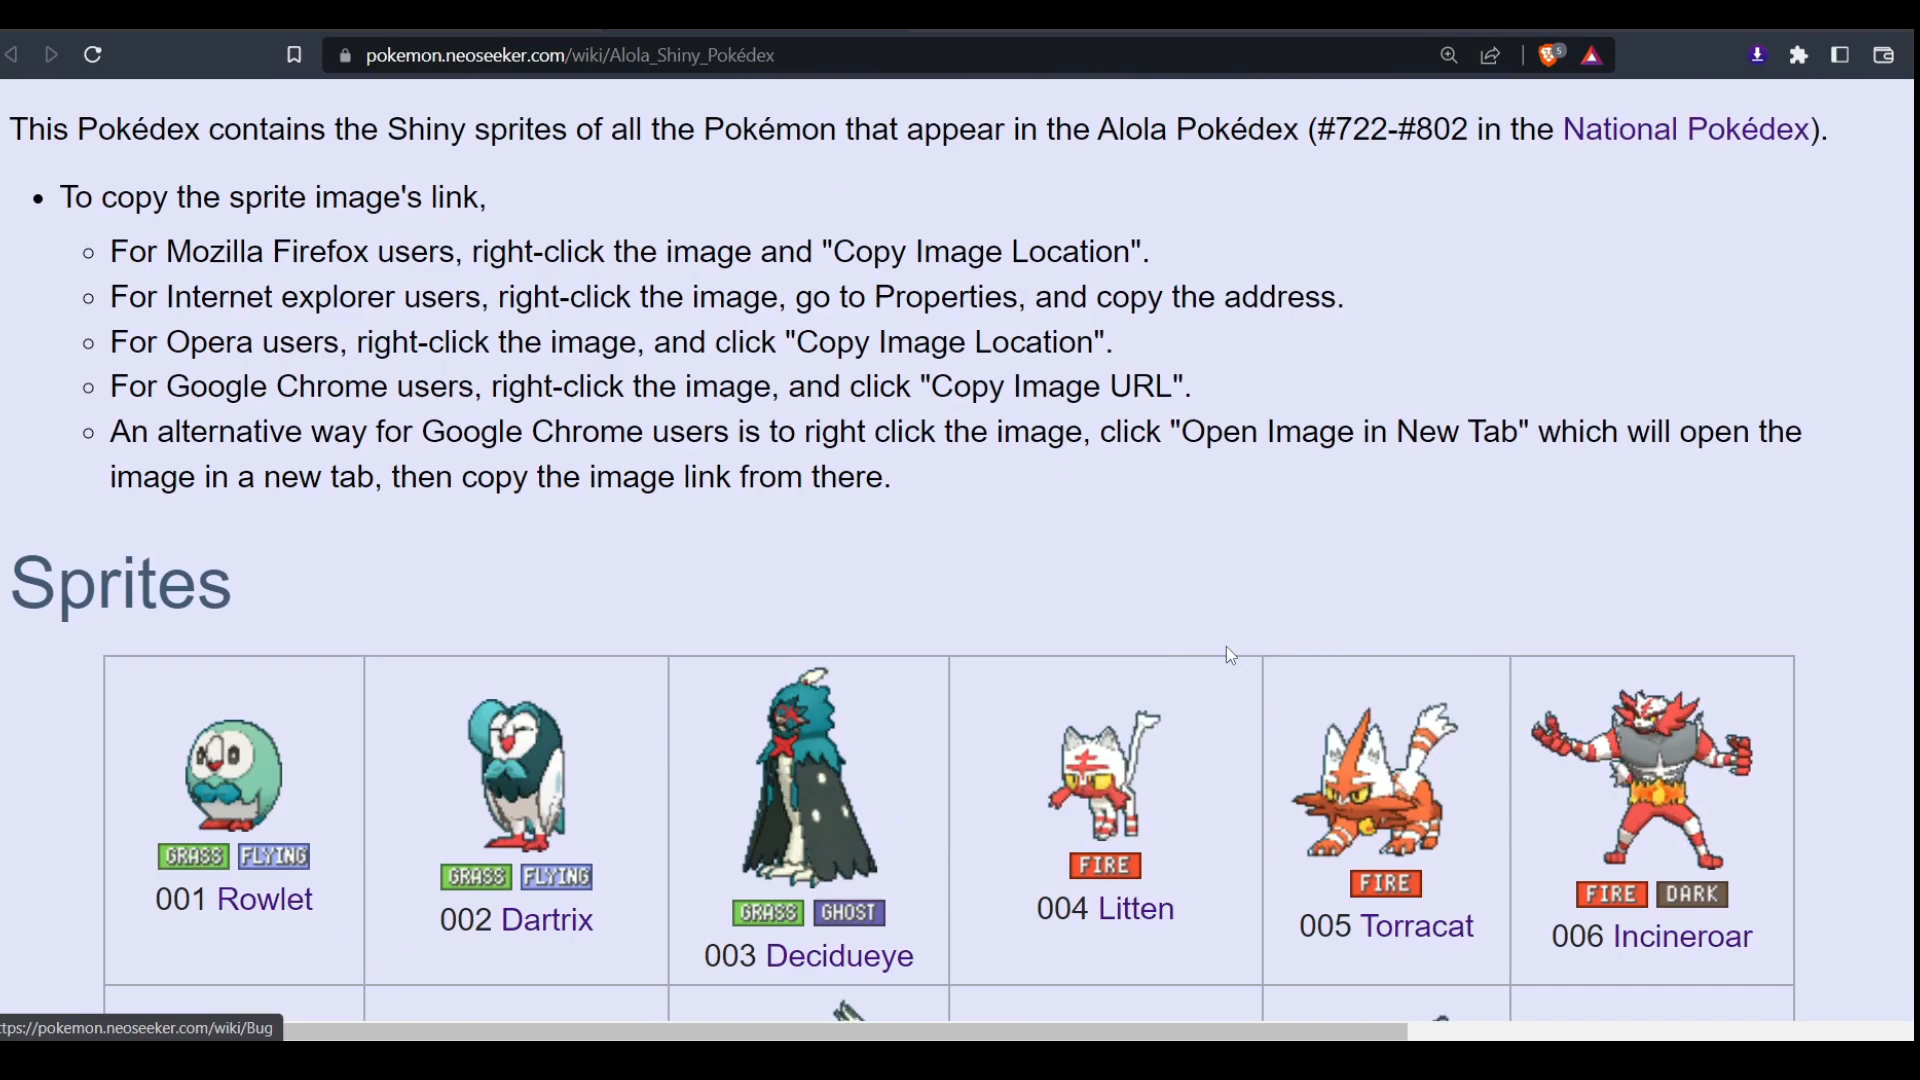 pokemon.neoseeker.com/wiki/Alola_Shiny_Pokédex
5
This Pokédex contains the Shiny sprites of all the Pokémon that appear in the Alola Pokédex (#722-#802 in the National Pokédex).
• To copy the sprite image's link,
◦ For Mozilla Firefox users, right-click the image and "Copy Image Location".
◦ For Internet explorer users, right-click the image, go to Properties, and copy the address.
◦ For Opera users, right-click the image, and click "Copy Image Location".
◦ For Google Chrome users, right-click the image, and click "Copy Image URL".
◦ An alternative way for Google Chrome users is to right click the image, click "Open Image in New Tab" which will open the
image in a new tab, then copy the image link from there.
Sprites
GRASS FLYING
001 Rowlet
GRASS FLYING
002 Dartrix
GRASS GHOST
003 Decidueye
FIRE
004 Litten
FIRE
005 Torracat
FIRE DARK
006 Incineroar
ttps://pokemon.neoseeker.com/wiki/Bug